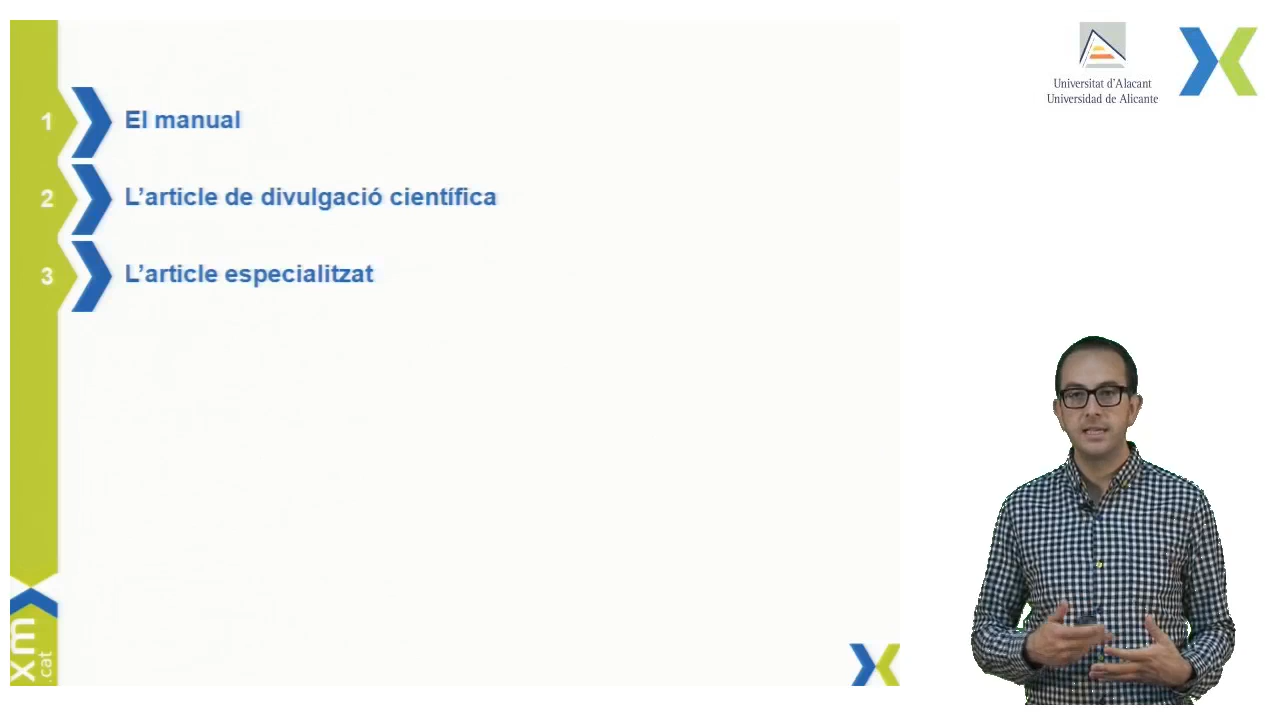 1 El manual
2 L'article de divulgació científica
3 L'article especialitzat
xm
.cat
Universitat d'Alacant
Universidad de Alicante